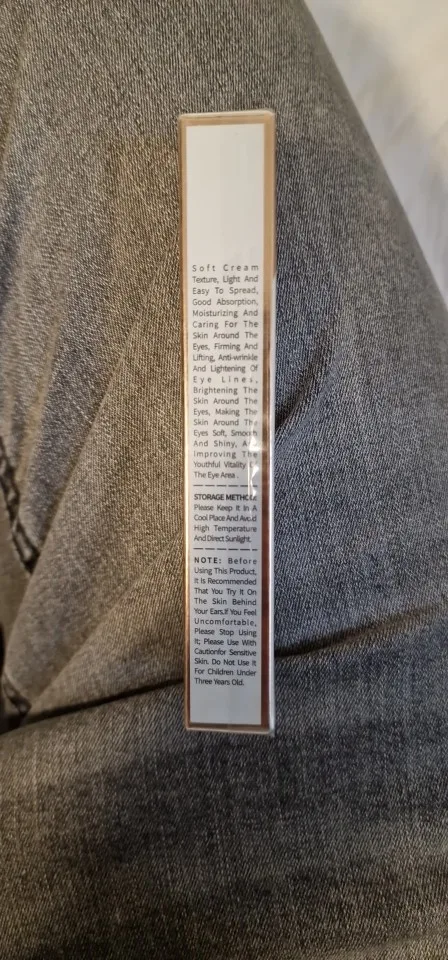 Soft Cream
Texture, Light And
Easy To Spread,
Good Absorption,
Moisturizing And
Caring For The
Skin Around The
Eyes, Firming And
Lifting, Anti-wrinkle
And Lightening Of
Eye Lines,
Brightening The
Skin Around The
Eyes, Making The
Skin Around The
Eyes Soft, Smooth
And Shiny, And
Improving The
Youthful Vitality Of
The Eye Area .
STORAGE METHOD:
Please Keep It In A
Cool Place And Avoid
High Temperature
And Direct Sunlight.
NOTE: Before
Using This Product,
It Is Recommended
That You Try It On
The Skin Behind
Your Ears.If You Feel
Uncomfortable,
Please Stop Using
It; Please Use With
Cautionfor Sensitive
Skin. Do Not Use It
For Children Under
Three Years Old.